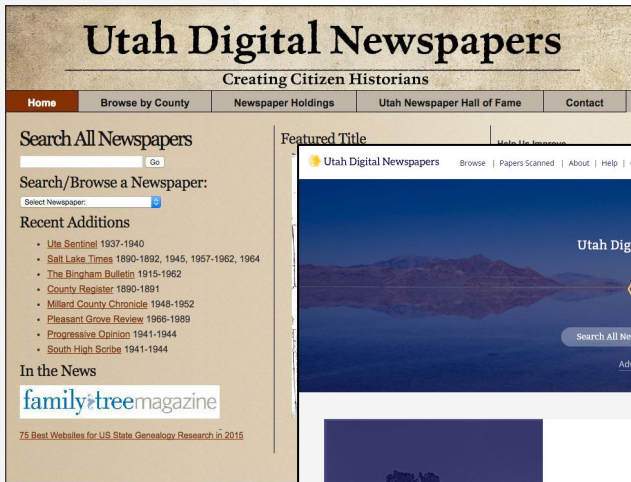 Utah Digital Newspapers
Creating Citizen Historians
Home Browse by County Newspaper Holdings Utah Newspaper Hall of Fame Contact
Search All Newspapers
Go
Search/Browse a Newspaper:
Select Newspaper:
Recent Additions
Ute Sentinel 1937-1940
Salt Lake Times 1890-1892, 1945, 1957-1962, 1964
The Bingham Bulletin 1915-1962
County Register 1890-1891
Millard County Chronicle 1948-1952
Pleasant Grove Review 1966-1989
Progressive Opinion 1941-1944
South High Scribe 1941-1944
In the News
familytreemagazine
75 Best Websites for US State Genealogy Research in 2015
Featured Title
Help Us Improve
Utah Digital Newspapers Browse | Papers Scanned | About | Help |
Utah Dig
Search All Ne
Adv